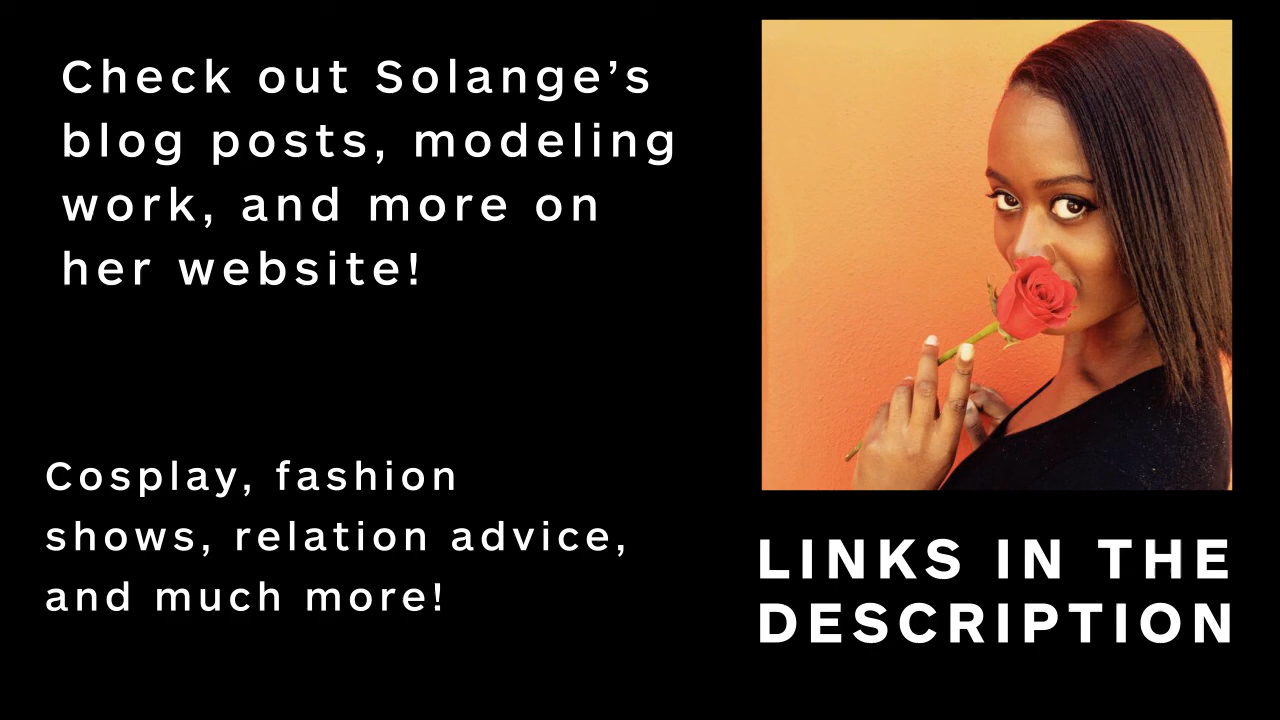 Check out Solange’s
blog posts, modeling
work, and more on
her website!
Cosplay, fashion
shows, relation advice,
and much more!
LINKS IN THE
DESCRIPTION